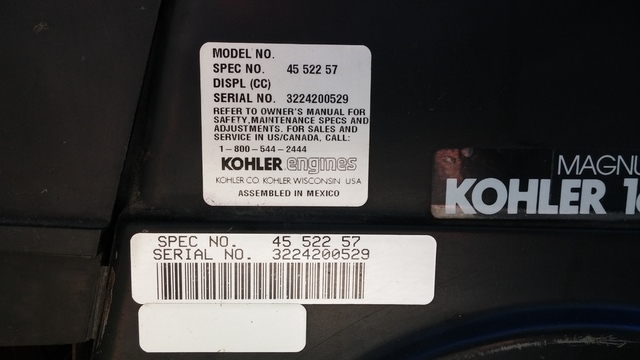 MODEL NO.
SPEC NO. 45 522 57
DISPL (CC)
SERIAL NO. 3224200529
REFER TO OWNER'S MANUAL FOR
SAFETY,MAINTENANCE SPECS AND
ADJUSTMENTS. FOR SALES AND
SERVICE IN US/CANADA, CALL:
1-800-544-2444
KOHLER engines
KOHLER CO. KOHLER, WISCONSIN USA
ASSEMBLED IN MEXICO
MAGNU
KOHLER 16
SPEC NO. 45 522 57
SERIAL NO. 3224200529